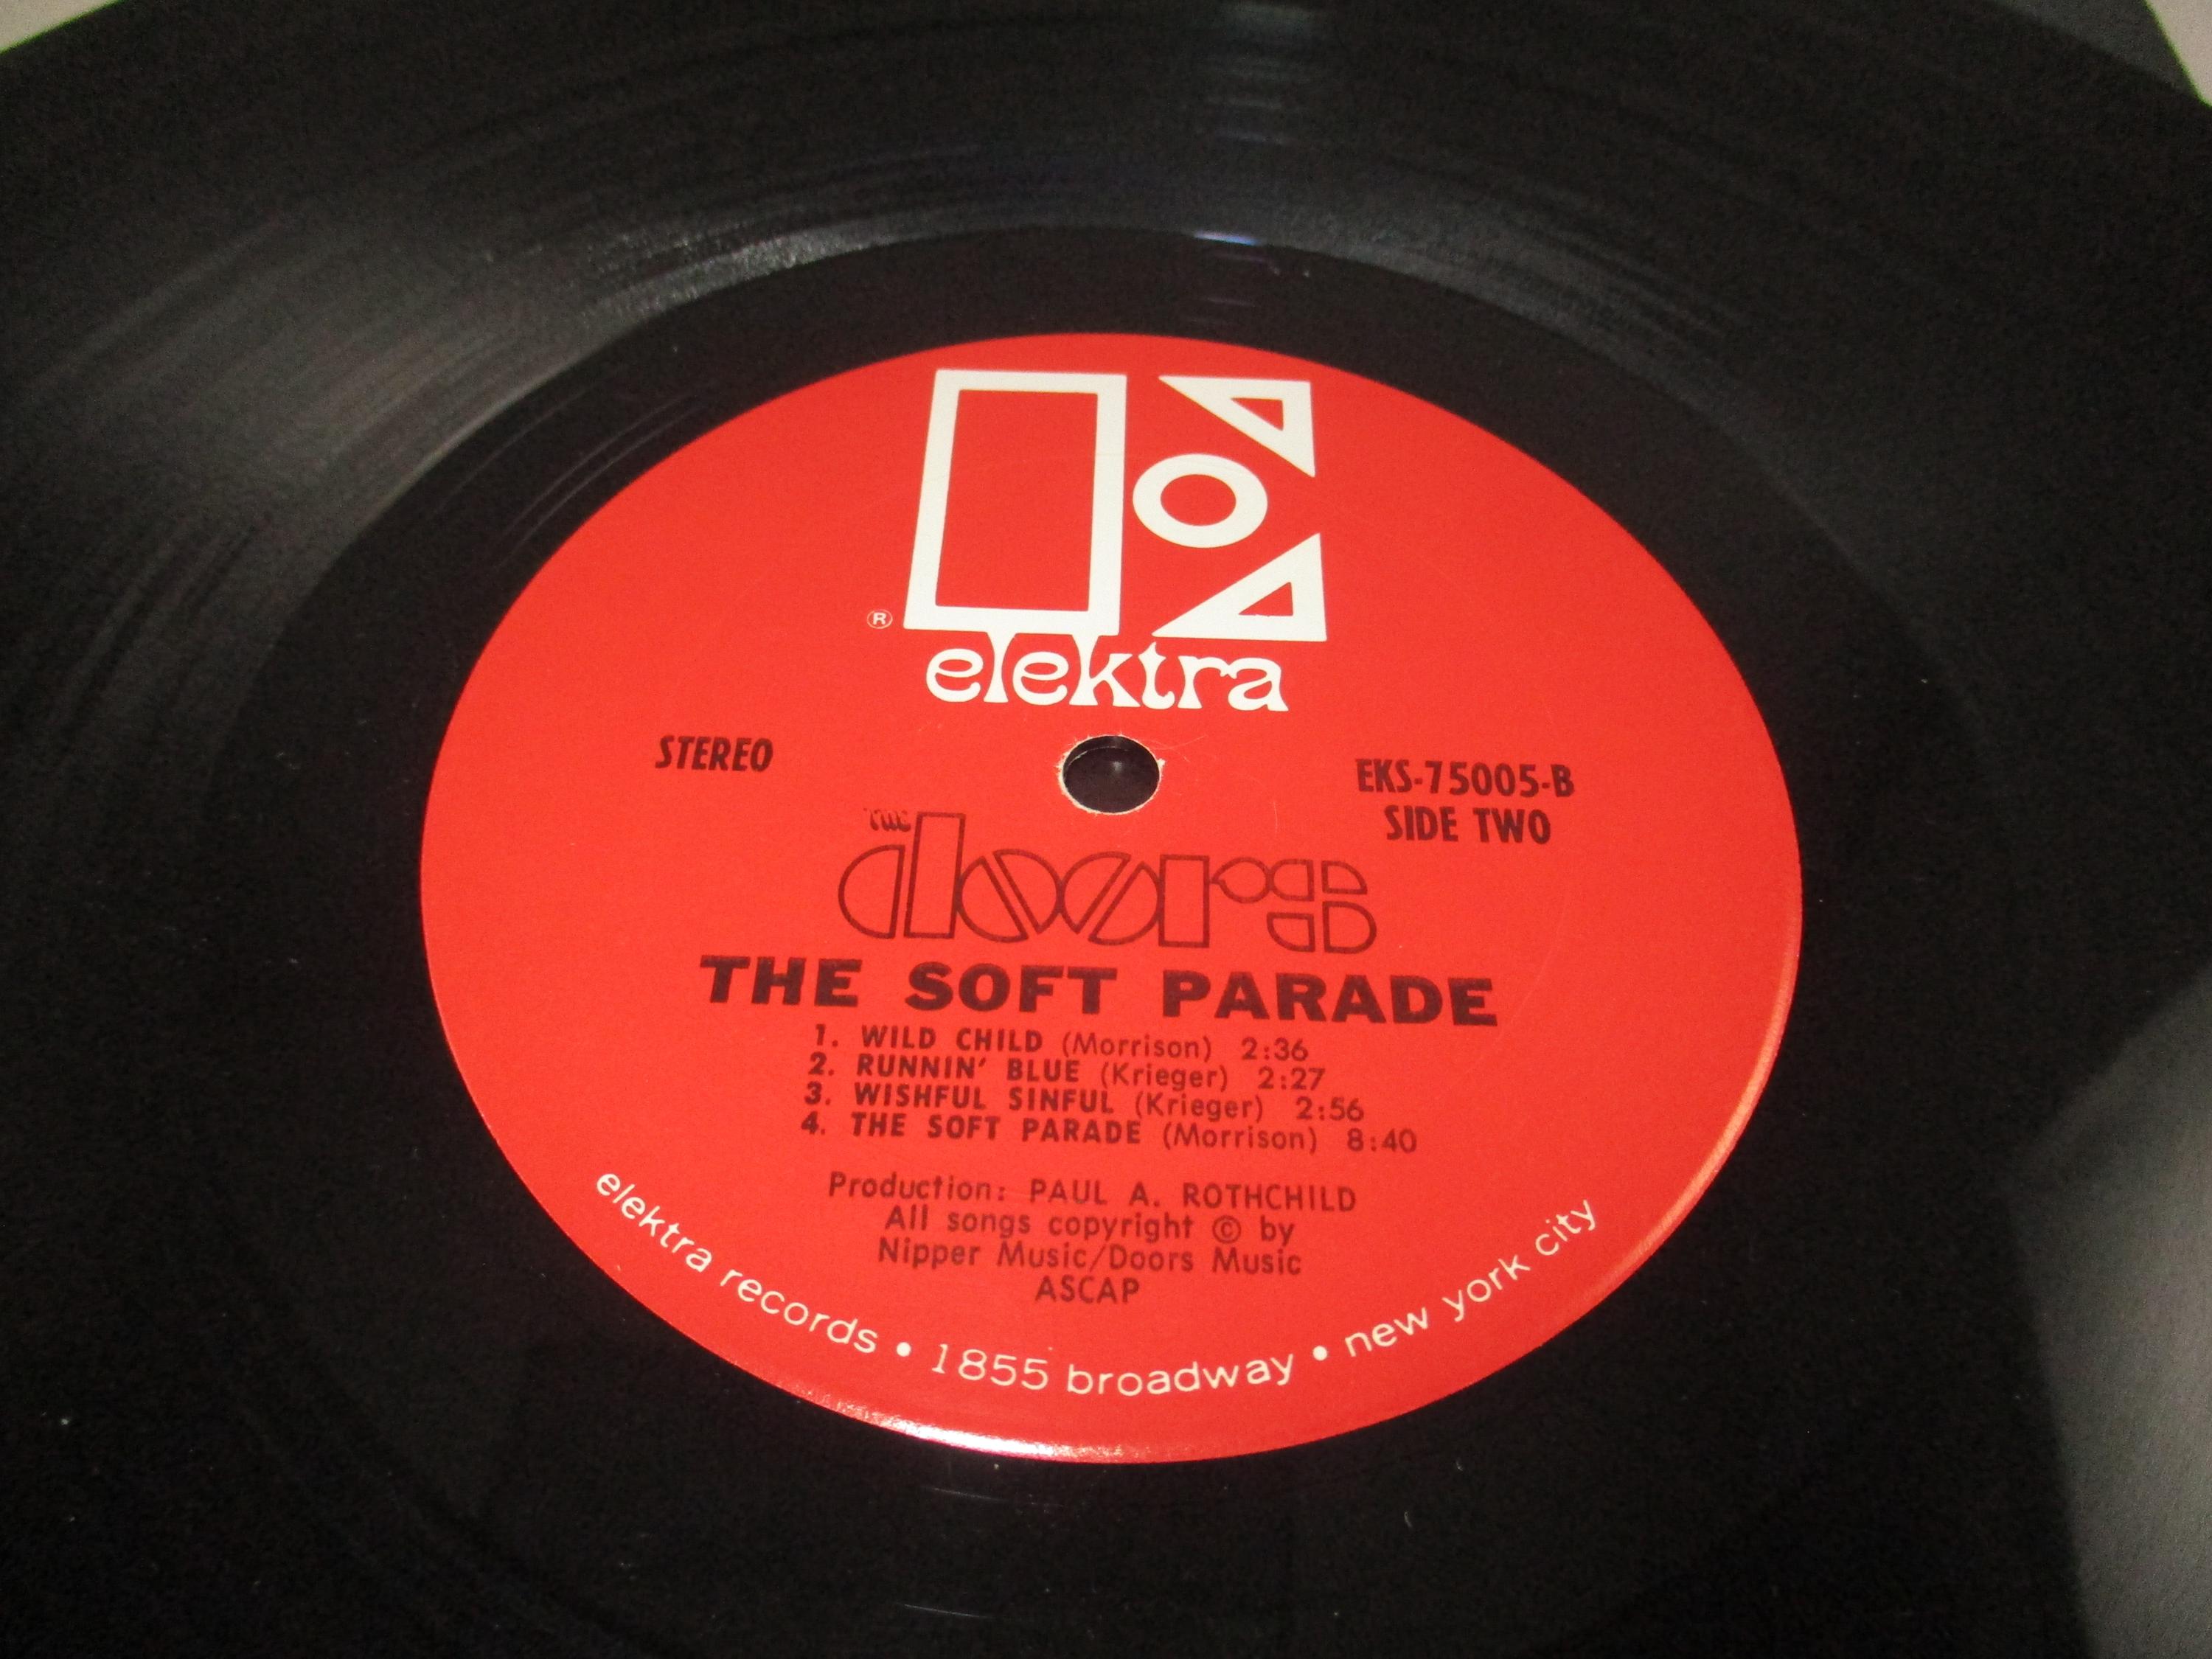 ®
elektra
STEREO
EKS-75005-B
SIDE TWO
THE
doors
THE SOFT PARADE
1. WILD CHILD (Morrison) 2:36
2. RUNNIN' BLUE (Krieger) 2:27
3. WISHFUL SINFUL (Krieger) 2:56
4. THE SOFT PARADE (Morrison) 8:40
Production: PAUL A. ROTHCHILD
All songs copyright © by
Nipper Music/Doors Music
ASCAP
elektra records • 1855 broadway • new york city